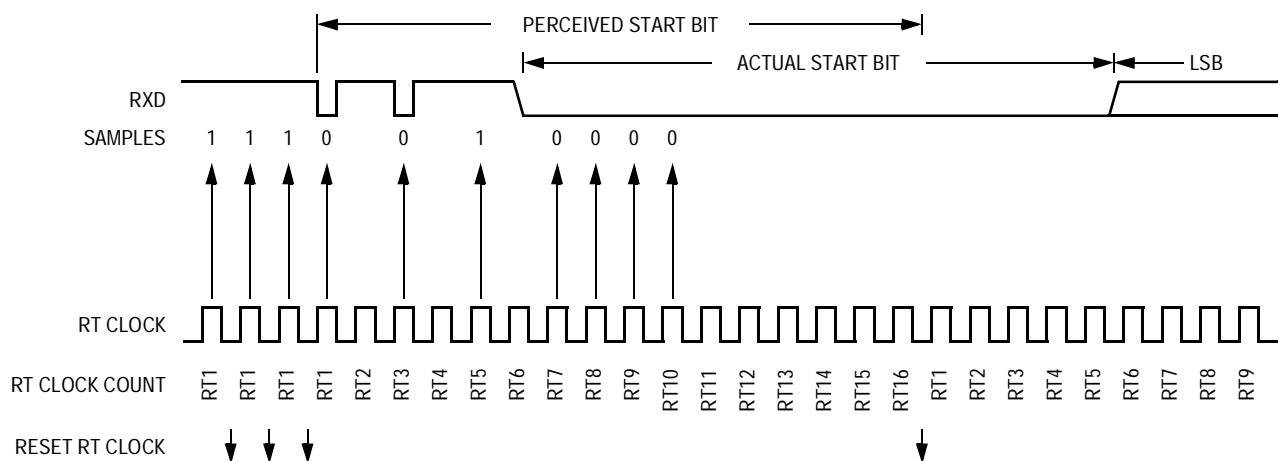 PERCEIVED START BIT
ACTUAL START BIT
LSB
RXD
SAMPLES 1 1 1 0 0 1 0 0 0 0
RT CLOCK
RT CLOCK COUNT RT1 RT1 RT1 RT1 RT2 RT3 RT4 RT5 RT6 RT7 RT8 RT9 RT10 RT11 RT12 RT13 RT14 RT15 RT16 RT1 RT2 RT3 RT4 RT5 RT6 RT7 RT8 RT9
RESET RT CLOCK